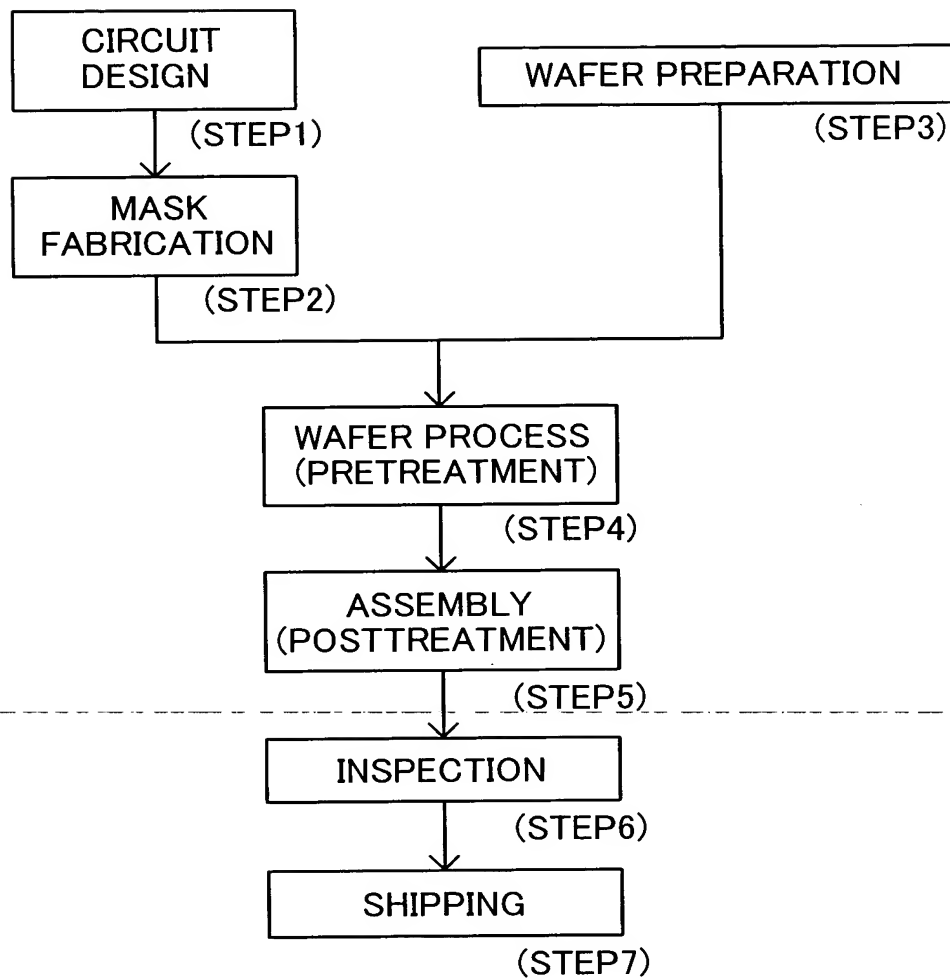 CIRCUIT
DESIGN
(STEP1)
WAFER PREPARATION
(STEP3)
MASK
FABRICATION
(STEP2)
WAFER PROCESS
(PRETREATMENT)
(STEP4)
ASSEMBLY
(POSTTREATMENT)
(STEP5)
INSPECTION
(STEP6)
SHIPPING
(STEP7)